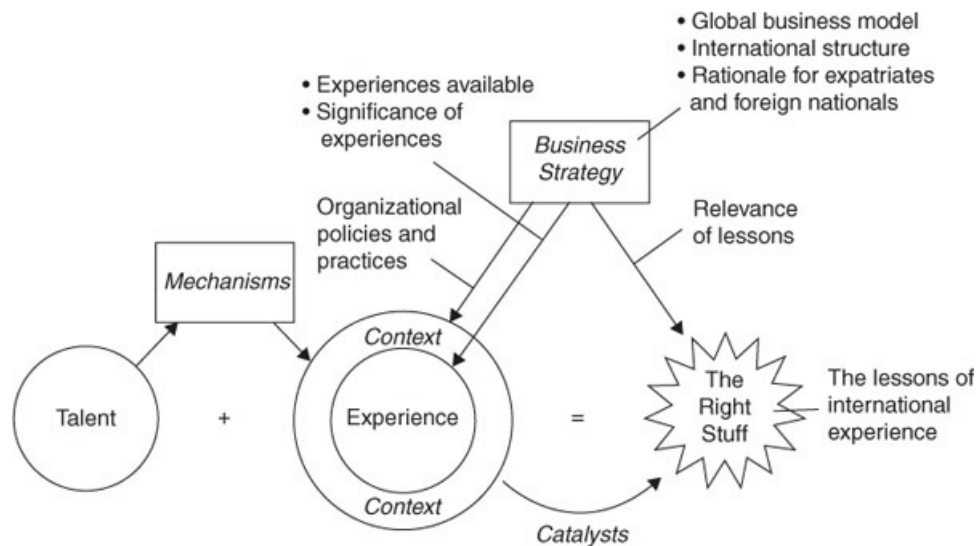 • Global business model
• International structure
• Rationale for expatriates
and foreign nationals
• Experiences available
• Significance of
experiences
Business
Strategy
Organizational
policies and
practices
Relevance
of lessons
Mechanisms
Context
Talent
+
Experience
=
The
Right
Stuff
The lessons of
international
experience
Context
Catalysts